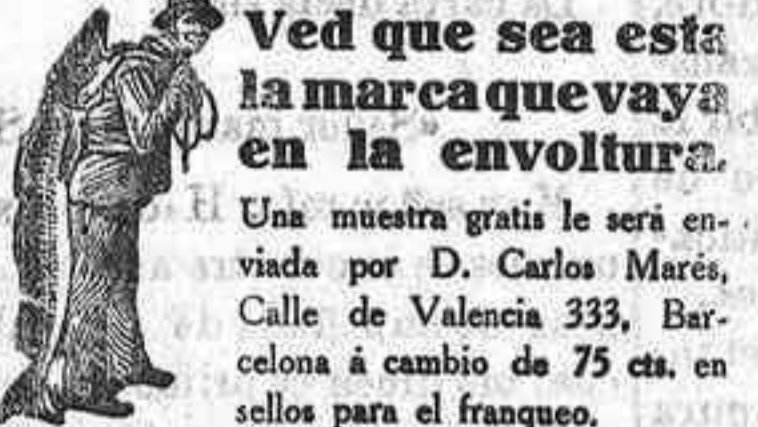 Ved que sea esta
la marca que vaya
en la envoltura.
Una muestra gratis le será en-
viada por D. Carlos Marés,
Calle de Valencia 333, Bar-
celona á cambio de 75 cts. en
sellos para el franqueo.